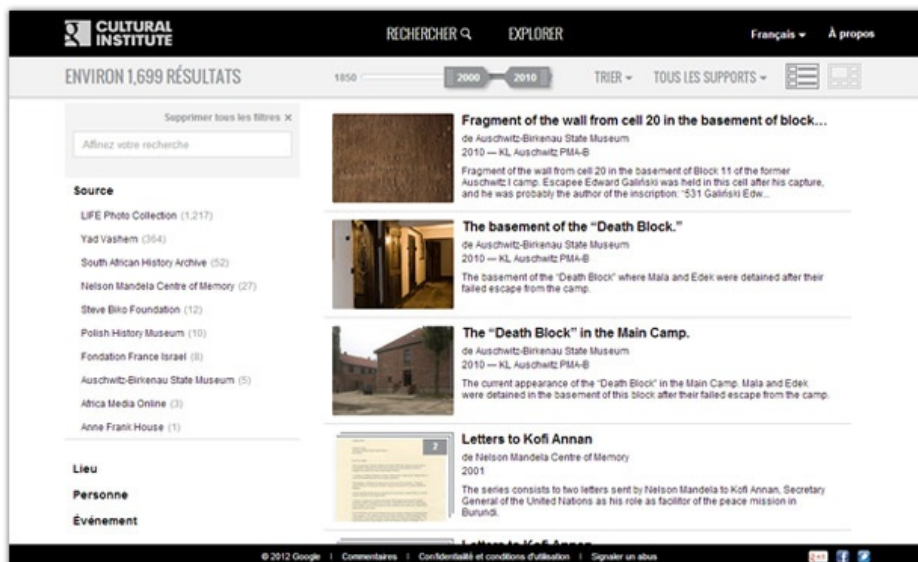 CULTURAL
INSTITUTE
RECHERCHER
EXPLORER
Français
À propos
ENVIRON 1,699 RÉSULTATS
1850
2000
2010
TRIER
TOUS LES SUPPORTS
Supprimer tous les filtres ×
Affinez votre recherche
Source
LIFE Photo Collection (1,217)
Yad Vashem (364)
South African History Archive (52)
Nelson Mandela Centre of Memory (27)
Steve Biko Foundation (12)
Polish History Museum (10)
Fondation France Israel (8)
Auschwitz-Birkenau State Museum (5)
Africa Media Online (3)
Anne Frank House (1)
Lieu
Personne
Événement
Fragment of the wall from cell 20 in the basement of block...
de Auschwitz-Birkenau State Museum
2010 — KL Auschwitz PMA-B
Fragment of the wall from cell 20 in the basement of Block 11 of the former
Auschwitz I camp. Escapee Edward Galiński was held in this cell after his capture,
and he was probably the author of the inscription: "531 Galiński Edw...
The basement of the “Death Block.”
de Auschwitz-Birkenau State Museum
2010 — KL Auschwitz PMA-B
The basement of the “Death Block” where Mala and Edek were detained after their
failed escape from the camp.
The “Death Block” in the Main Camp.
de Auschwitz-Birkenau State Museum
2010 — KL Auschwitz PMA-B
The current appearance of the “Death Block” in the Main Camp. Mala and Edek
were detained in the basement of this block after their failed escape from the camp.
2
Letters to Kofi Annan
de Nelson Mandela Centre of Memory
2001
The series consists to two letters sent by Nelson Mandela to Kofi Annan, Secretary
General of the United Nations as his role as facilitor of the peace mission in
Burundi.
Letters to Kofi Annan
© 2012 Google | Commentaires | Confidentialité et conditions d'utilisation | Signaler un abus